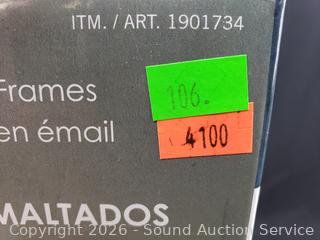 ITM. / ART. 1901734
Frames
106.
en émail
4100
MALTADOS
Copyright 2026 - Sound Auction Service